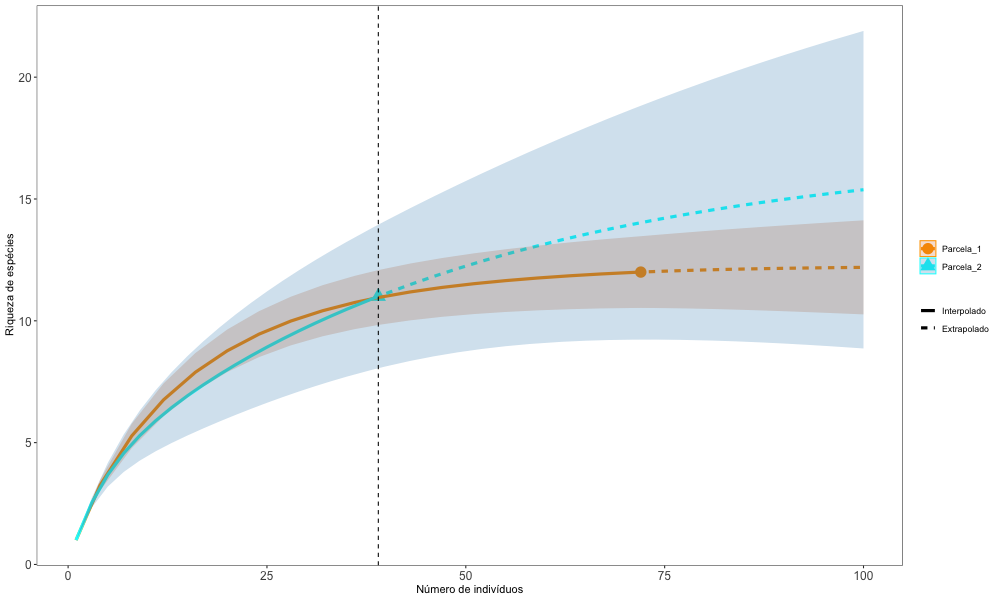 20
15
10
5
0
0 25 50 75 100
Riqueza de espécies
Número de indivíduos
Parcela_1
Parcela_2
Interpolado
Extrapolado